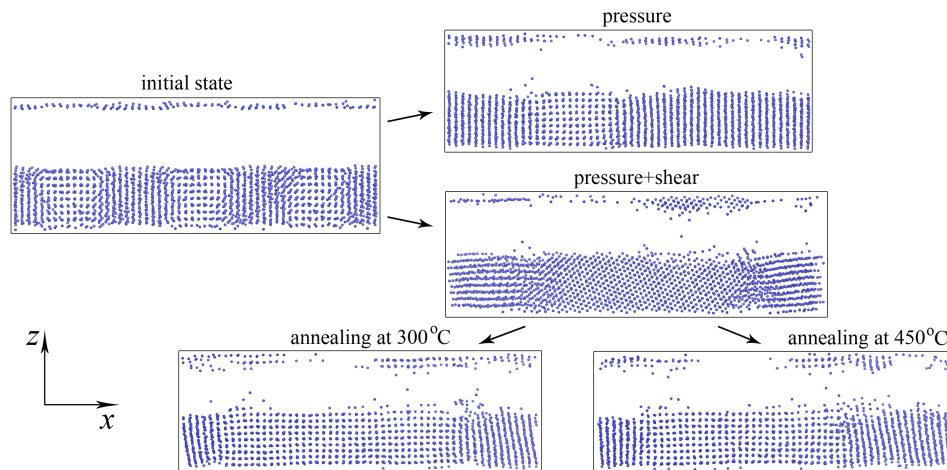 pressure
initial state
pressure+shear
annealing at 300°C
annealing at 450°C
z
x